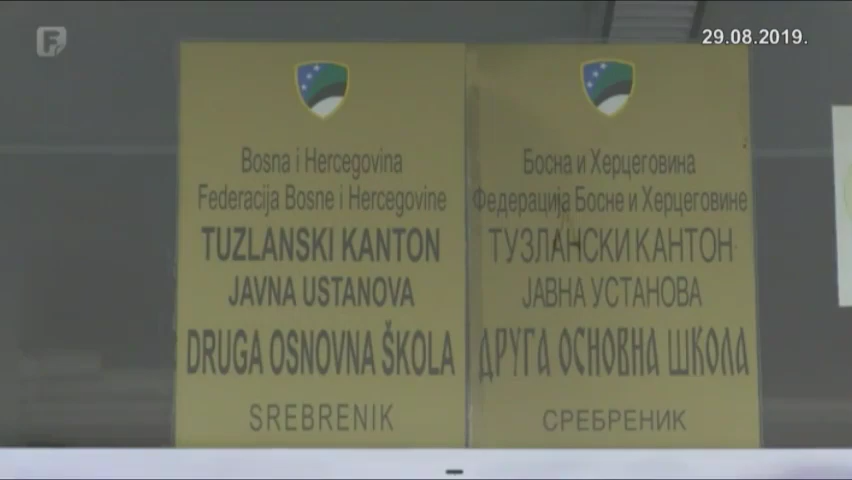 29.08.2019.
Bosna i Hercegovina
Federacija Bosne i Hercegovine
TUZLANSKI KANTON
JAVNA USTANOVA
DRUGA OSNOVNA ŠKOLA
SREBRENIK
Босна и Херцеговина
Федерација Босне и Херцеговине
ТУЗЛАНСКИ КАНТОН
ЈАВНА УСТАНОВА
ДРУГА ОСНОВНА ШКОЛА
СРЕБРЕНИК